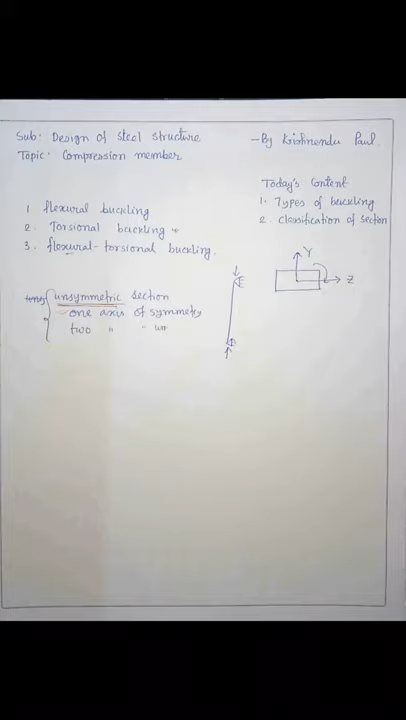 Sub: Design of Steel structure
- By Krishnendu Paul.
Topic: Compression member
Today's Content
1. Types of buckling
2. Classification of Section
1 flexural buckling
2. Torsional buckling
3. flexural-torsional buckling.
Y
Z
unsymmetric section
one axis of symmetry
two " "